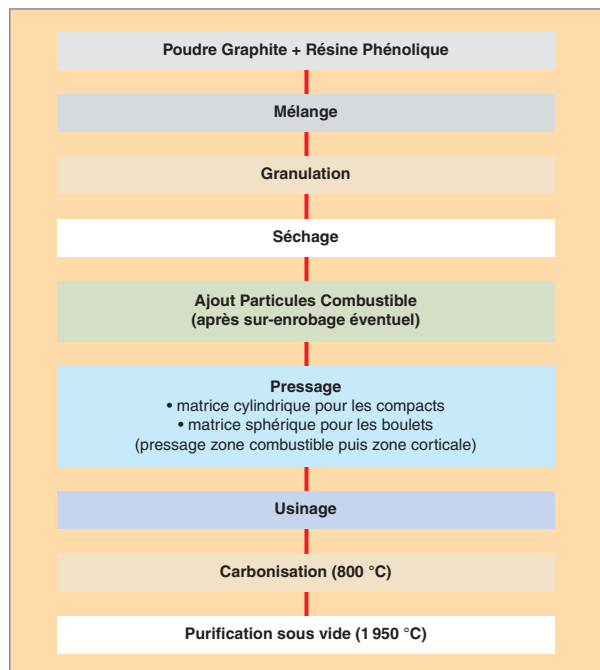 Poudre Graphite + Résine Phénolique
Mélange
Granulation
Séchage
Ajout Particules Combustible
(après sur-enrobage éventuel)
Pressage
• matrice cylindrique pour les compacts
• matrice sphérique pour les boulets
(pressage zone combustible puis zone corticale)
Usinage
Carbonisation (800 °C)
Purification sous vide (1 950 °C)